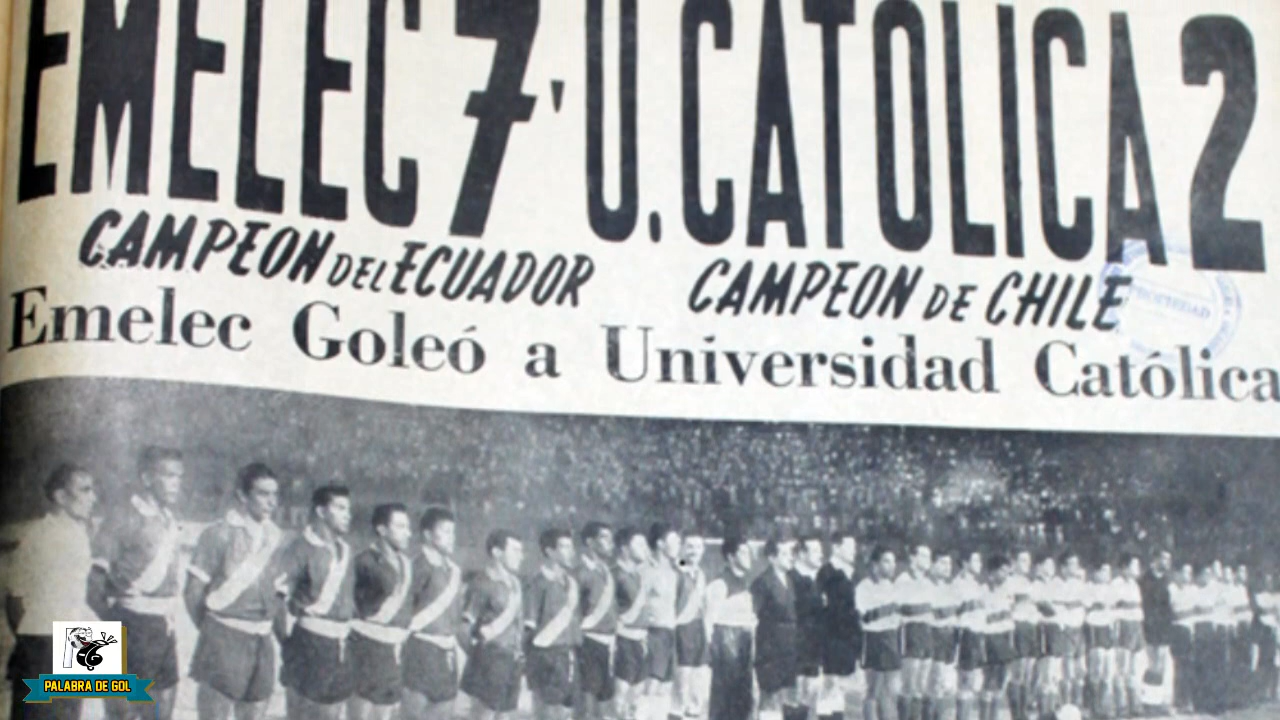 EMELEC 7' U. CATOLICA 2
CAMPEON DEL ECUADOR CAMPEON DE CHILE
Emelec Goleó a Universidad Católica
PALABRA DE GOL